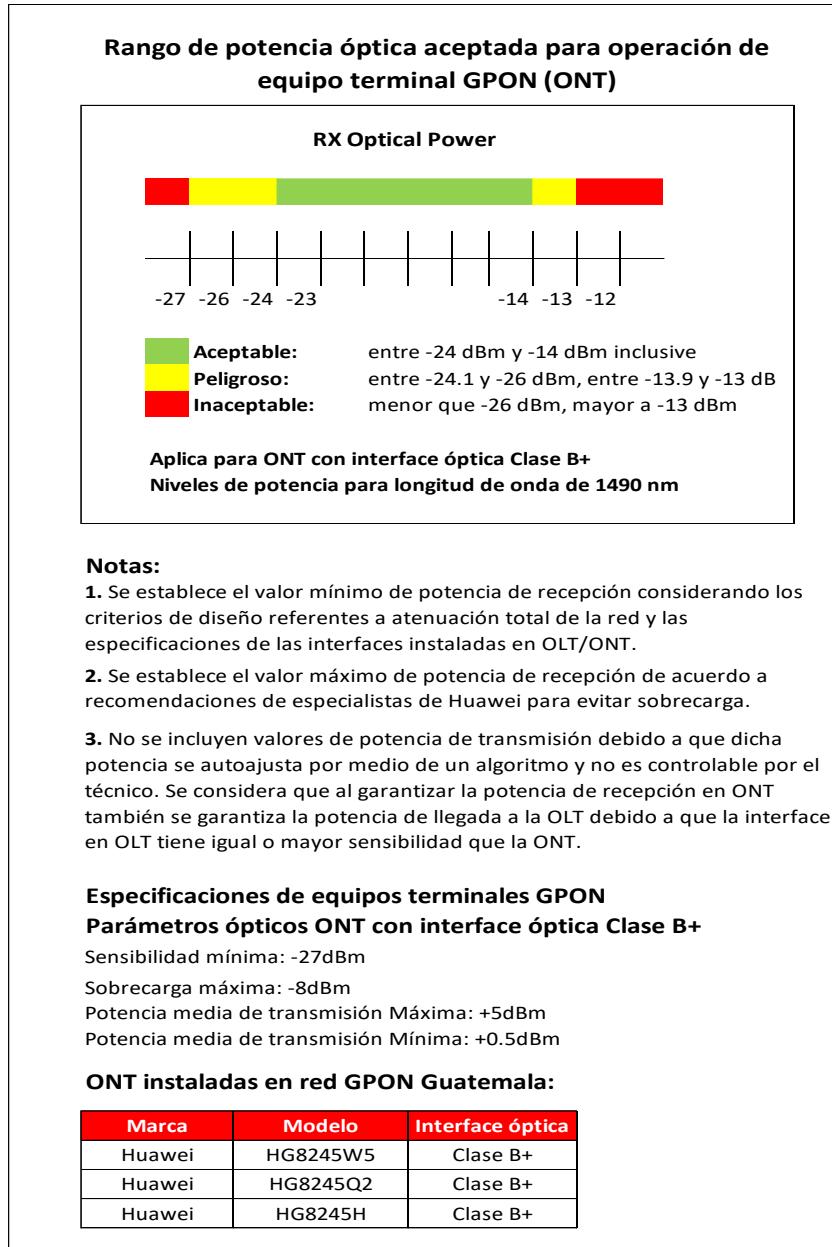 Rango de potencia óptica aceptada para operación de
equipo terminal GPON (ONT)
RX Optical Power
-27 -26 -24 -23 -14 -13 -12
Aceptable: entre -24 dBm y -14 dBm inclusive
Peligroso: entre -24.1 y -26 dBm, entre -13.9 y -13 dB
Inaceptable: menor que -26 dBm, mayor a -13 dBm
Aplica para ONT con interface óptica Clase B+
Niveles de potencia para longitud de onda de 1490 nm
Notas:
1. Se establece el valor mínimo de potencia de recepción considerando los
criterios de diseño referentes a atenuación total de la red y las
especificaciones de las interfaces instaladas en OLT/ONT.
2. Se establece el valor máximo de potencia de recepción de acuerdo a
recomendaciones de especialistas de Huawei para evitar sobrecarga.
3. No se incluyen valores de potencia de transmisión debido a que dicha
potencia se autoajusta por medio de un algoritmo y no es controlable por el
técnico. Se considera que al garantizar la potencia de recepción en ONT
también se garantiza la potencia de llegada a la OLT debido a que la interface
en OLT tiene igual o mayor sensibilidad que la ONT.
Especificaciones de equipos terminales GPON
Parámetros ópticos ONT con interface óptica Clase B+
Sensibilidad mínima: -27dBm
Sobrecarga máxima: -8dBm
Potencia media de transmisión Máxima: +5dBm
Potencia media de transmisión Mínima: +0.5dBm
ONT instaladas en red GPON Guatemala:
Marca Modelo Interface óptica
Huawei HG8245W5 Clase B+
Huawei HG8245Q2 Clase B+
Huawei HG8245H Clase B+